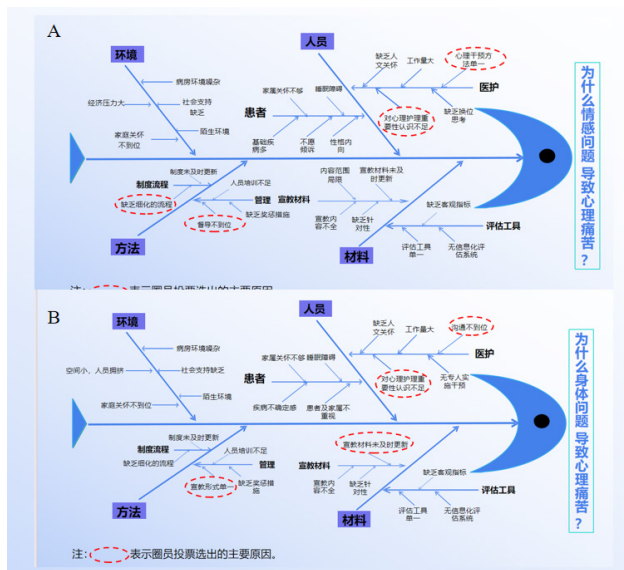 A
人员
环境
缺乏人
文关怀
工作量大
心理干预方
法单一
病房环境嘈杂
家属关怀不够
睡眠障碍
医护
经济压力大
社会支持
缺乏
患者
对心理护理重
要性认识不足
缺乏换位
思考
家庭关怀
不到位
陌生环境
基础疾
病多
不愿
倾诉
性格内
向
为什么情感问题 导致心理痛苦？
制度未及时更新
内容范围
局限
宣教材料未及
时更新
制度流程
人员培训不足
缺乏细化的流程
管理
宣教材料
缺乏客观指标
督导不到位
缺乏奖惩措施
宣教内
容不全
缺乏针
对性
评估工具
方法
材料
评估工具
单一
无信息化评
估系统
注：
表示圈员投票选出的主要原因。
B
人员
环境
缺乏人
文关怀
工作量大
沟通不到位
病房环境嘈杂
家属关怀不够
睡眠障碍
医护
空间小、人员拥挤
社会支持缺乏
患者
对心理护理重
要性认识不足
无专人实
施干预
家庭关怀不到位
陌生环境
疾病不确定感
患者及家属不
重视
为什么身体问题 导致心理痛苦？
制度未及时更新
宣教材料未及时更新
制度流程
人员培训不足
缺乏细化的流程
管理
宣教材料
缺乏客观指标
宣教形式单一
缺乏奖惩措
施
宣教内
容不全
缺乏针
对性
评估工具
方法
材料
评估工具
单一
无信息化评
估系统
注：
表示圈员投票选出的主要原因。